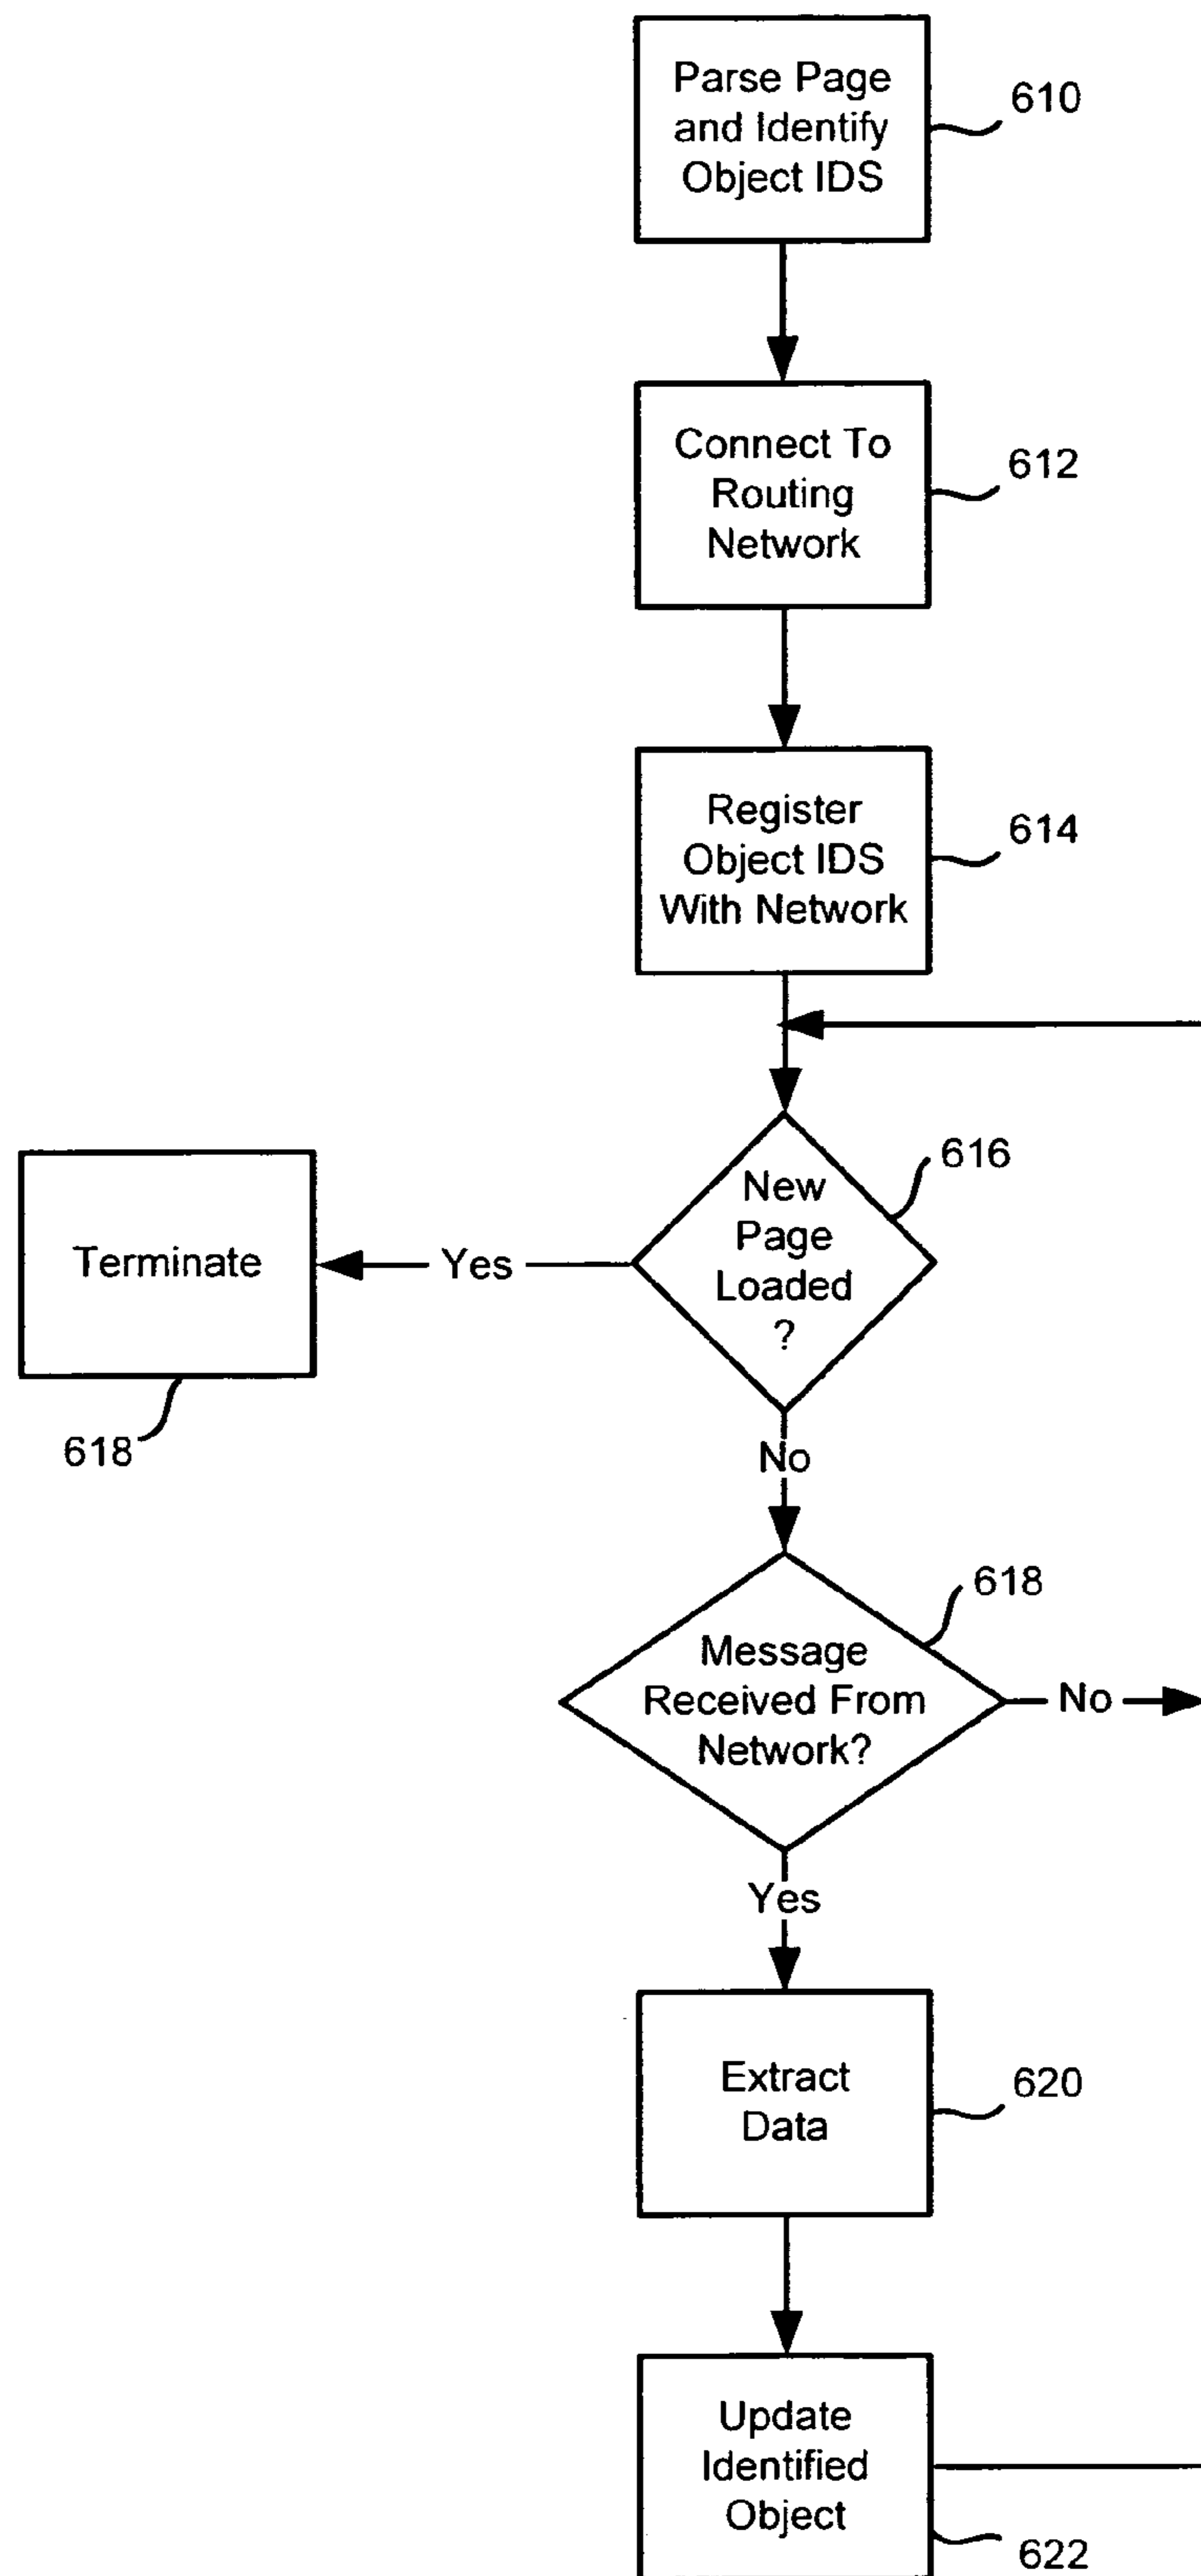 Parse Page
and Identify
Object IDS
610
Connect To
Routing
Network
612
Register
Object IDS
With Network
614
New
Page
Loaded
?
616
Yes
Terminate
618
No
Message
Received From
Network?
618
No
Yes
Extract
Data
620
Update
Identified
Object
622